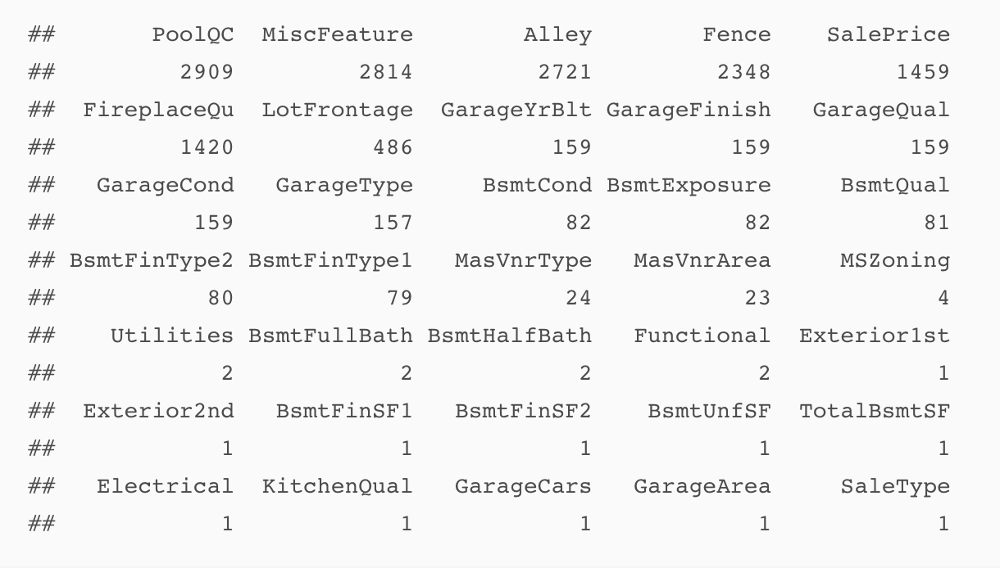 ## PoolQC MiscFeature Alley Fence SalePrice
## 2909 2814 2721 2348 1459
## FireplaceQu LotFrontage GarageYrBlt GarageFinish GarageQual
## 1420 486 159 159 159
## GarageCond GarageType BsmtCond BsmtExposure BsmtQual
## 159 157 82 82 81
## BsmtFinType2 BsmtFinType1 MasVnrType MasVnrArea MSZoning
## 80 79 24 23 4
## Utilities BsmtFullBath BsmtHalfBath Functional Exterior1st
## 2 2 2 2 1
## Exterior2nd BsmtFinSF1 BsmtFinSF2 BsmtUnfSF TotalBsmtSF
## 1 1 1 1 1
## Electrical KitchenQual GarageCars GarageArea SaleType
## 1 1 1 1 1